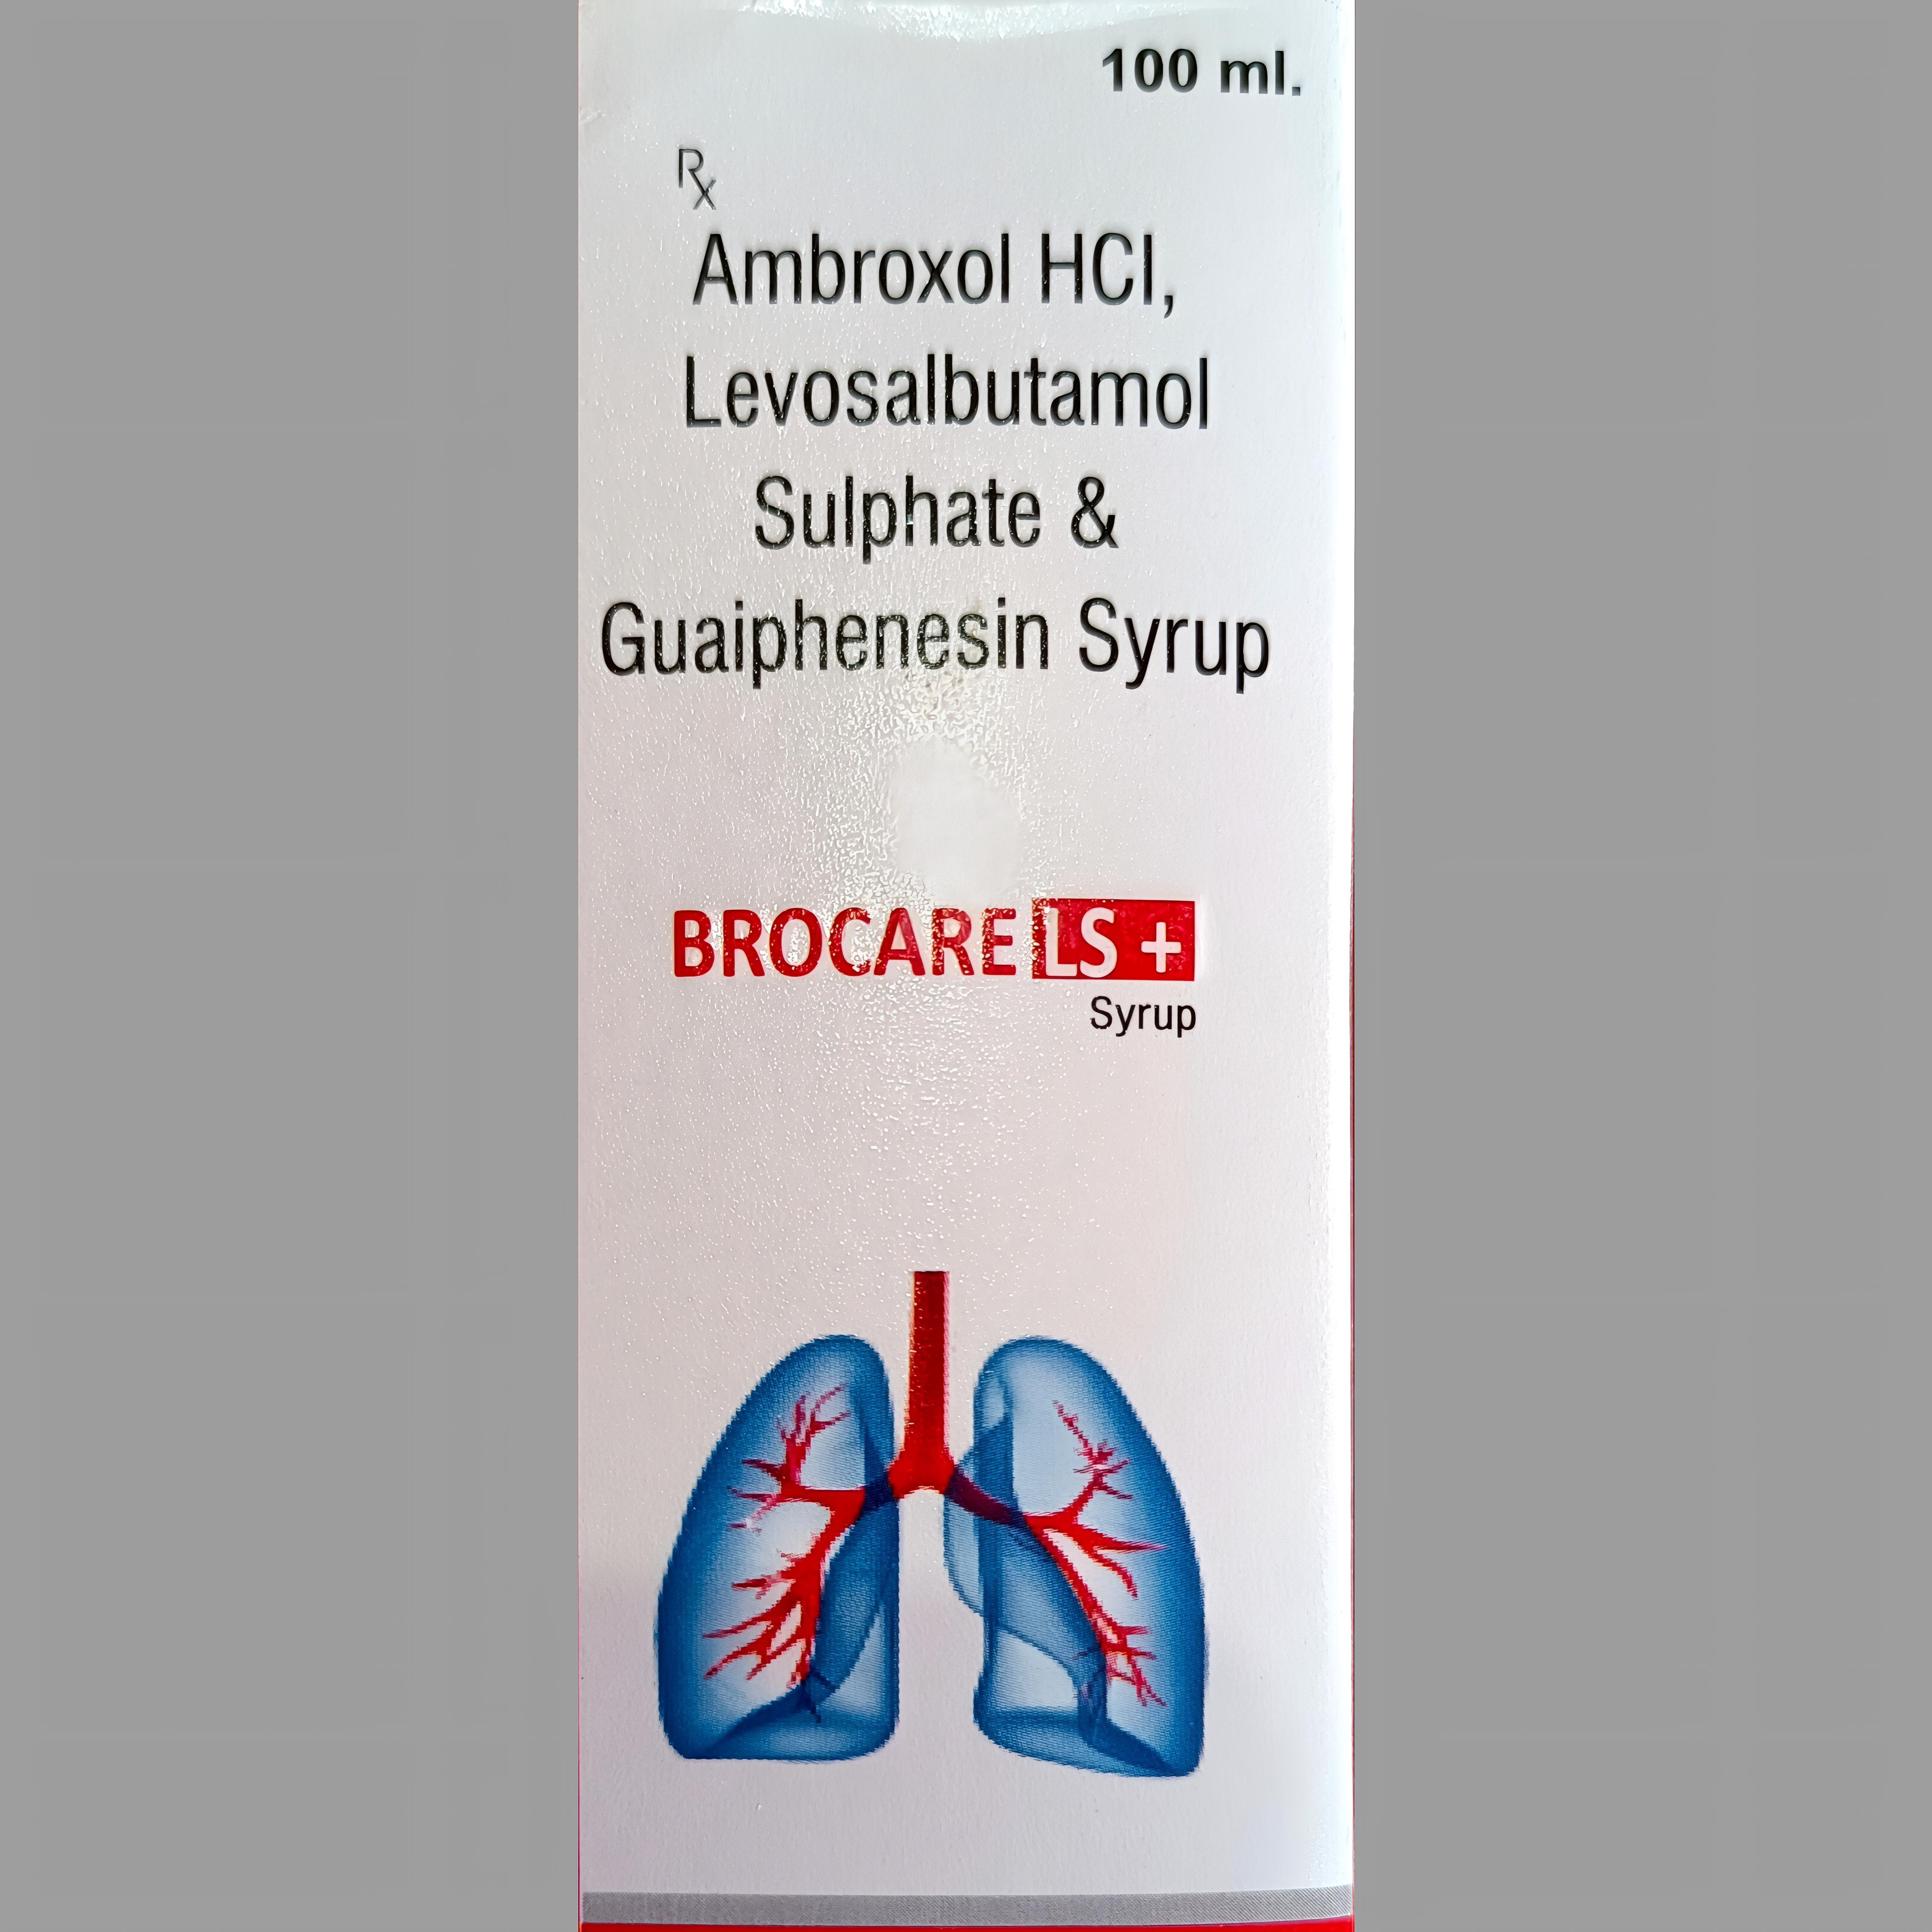 100 ml.
Rx
Ambroxol HCl,
Levosalbutamol
Sulphate &
Guaiphenesin Syrup
BROCARE LS +
Syrup